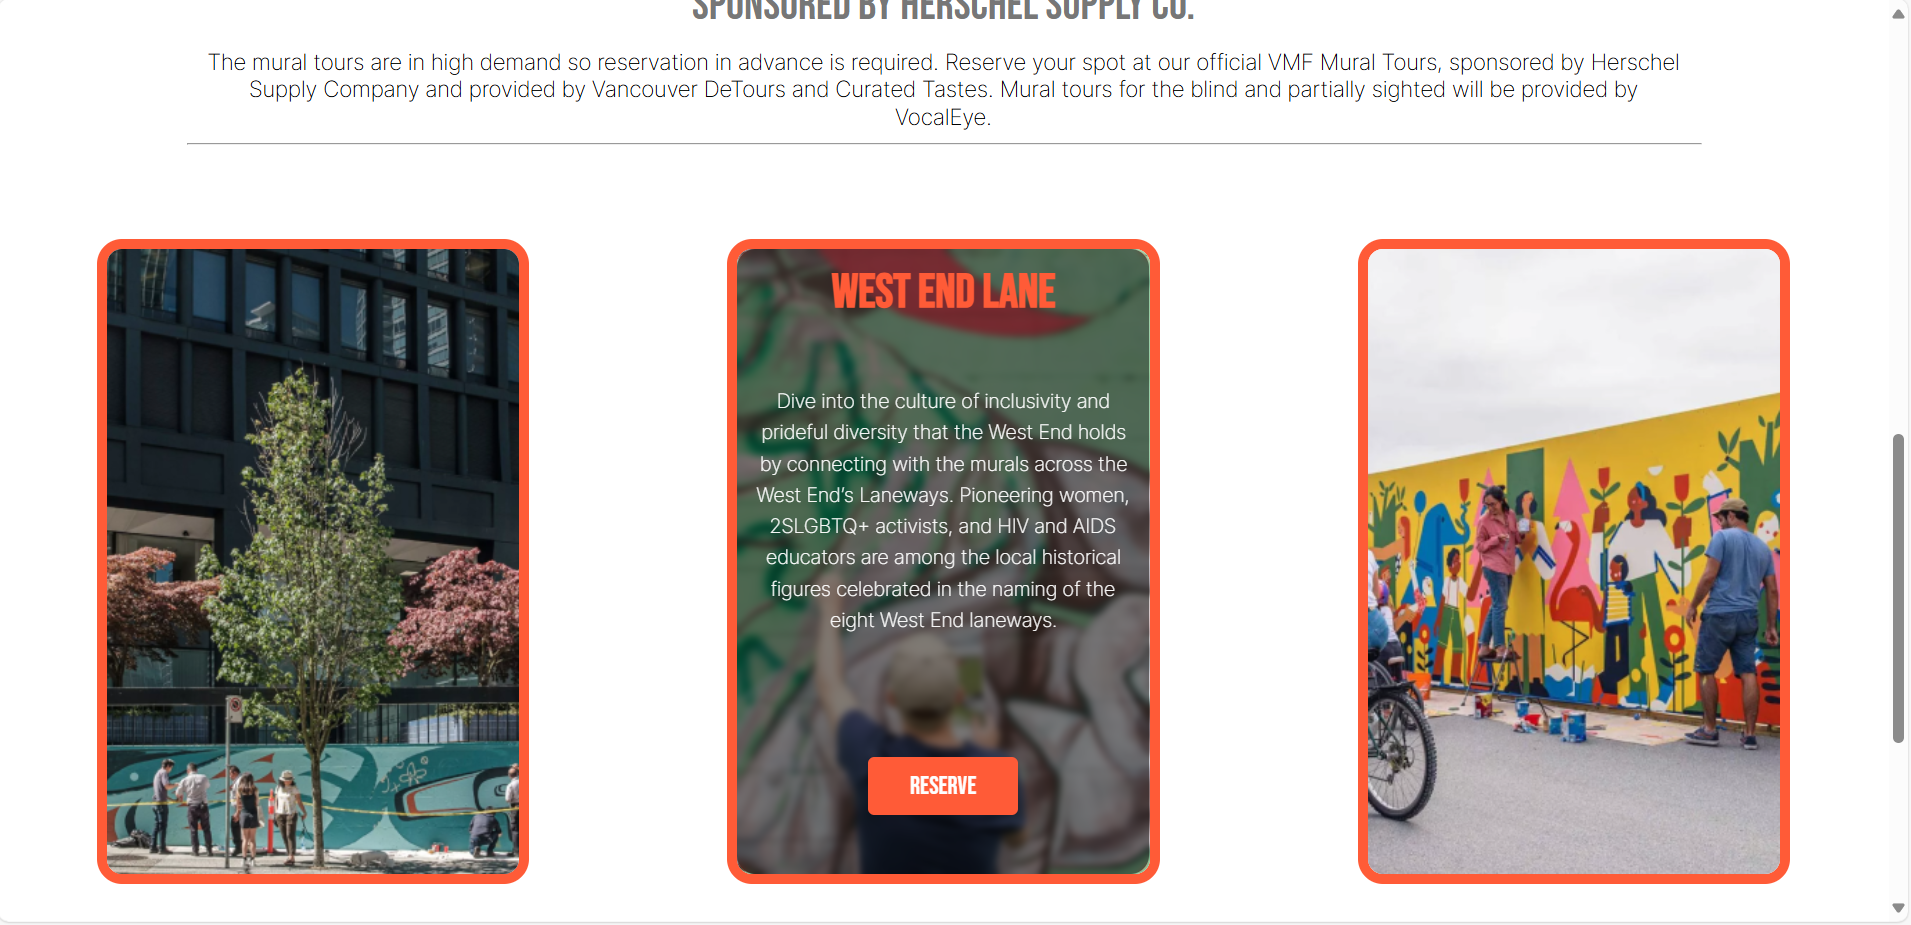 SPONSORED BY HERSCHEL SUPPLY CO.
The mural tours are in high demand so reservation in advance is required. Reserve your spot at our official VMF Mural Tours, sponsored by Herschel
Supply Company and provided by Vancouver DeTours and Curated Tastes. Mural tours for the blind and partially sighted will be provided by
VocalEye.
WEST END LANE
Dive into the culture of inclusivity and
prideful diversity that the West End holds
by connecting with the murals across the
West End’s Laneways. Pioneering women,
2SLGBTQ+ activists, and HIV and AIDS
educators are among the local historical
figures celebrated in the naming of the
eight West End laneways.
RESERVE